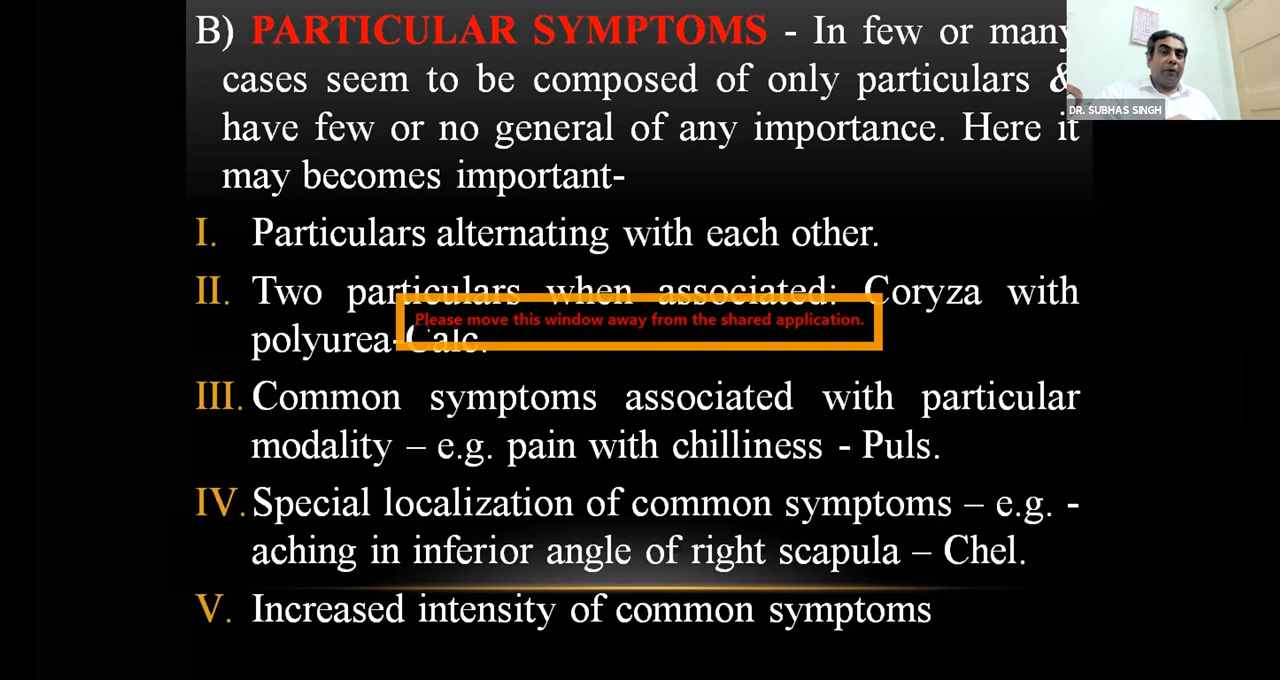 B) PARTICULAR SYMPTOMS - In few or many
cases seem to be composed of only particulars &
have few or no general of any importance. Here it
may becomes important-
I. Particulars alternating with each other.
II. Two particulars when associated: Coryza with
polyurea-Calc.
Please move this window away from the shared application.
III. Common symptoms associated with particular
modality – e.g. pain with chilliness - Puls.
IV. Special localization of common symptoms – e.g. -
aching in inferior angle of right scapula – Chel.
V. Increased intensity of common symptoms
DR. SUBHAS SINGH